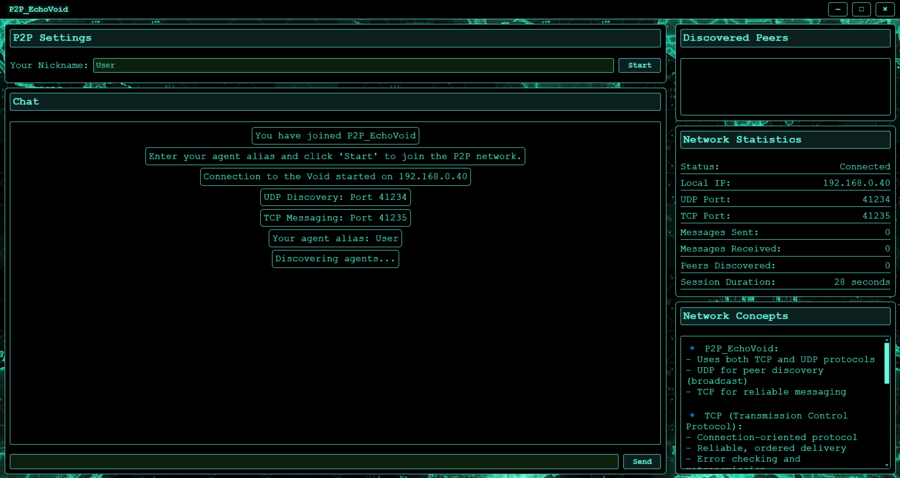 P2P_EchoVoid
P2P Settings
Your Nickname: User Start
Chat
You have joined P2P_EchoVoid
Enter your agent alias and click 'Start' to join the P2P network.
Connection to the Void started on 192.168.0.40
UDP Discovery: Port 41234
TCP Messaging: Port 41235
Your agent alias: User
Discovering agents...
Send
Discovered Peers
Network Statistics
Status: Connected
Local IP: 192.168.0.40
UDP Port: 41234
TCP Port: 41235
Messages Sent: 0
Messages Received: 0
Peers Discovered: 0
Session Duration: 28 seconds
Network Concepts
P2P_EchoVoid:
- Uses both TCP and UDP protocols
- UDP for peer discovery
(broadcast)
- TCP for reliable messaging
TCP (Transmission Control
Protocol):
- Connection-oriented protocol
- Reliable, ordered delivery
- Error checking and